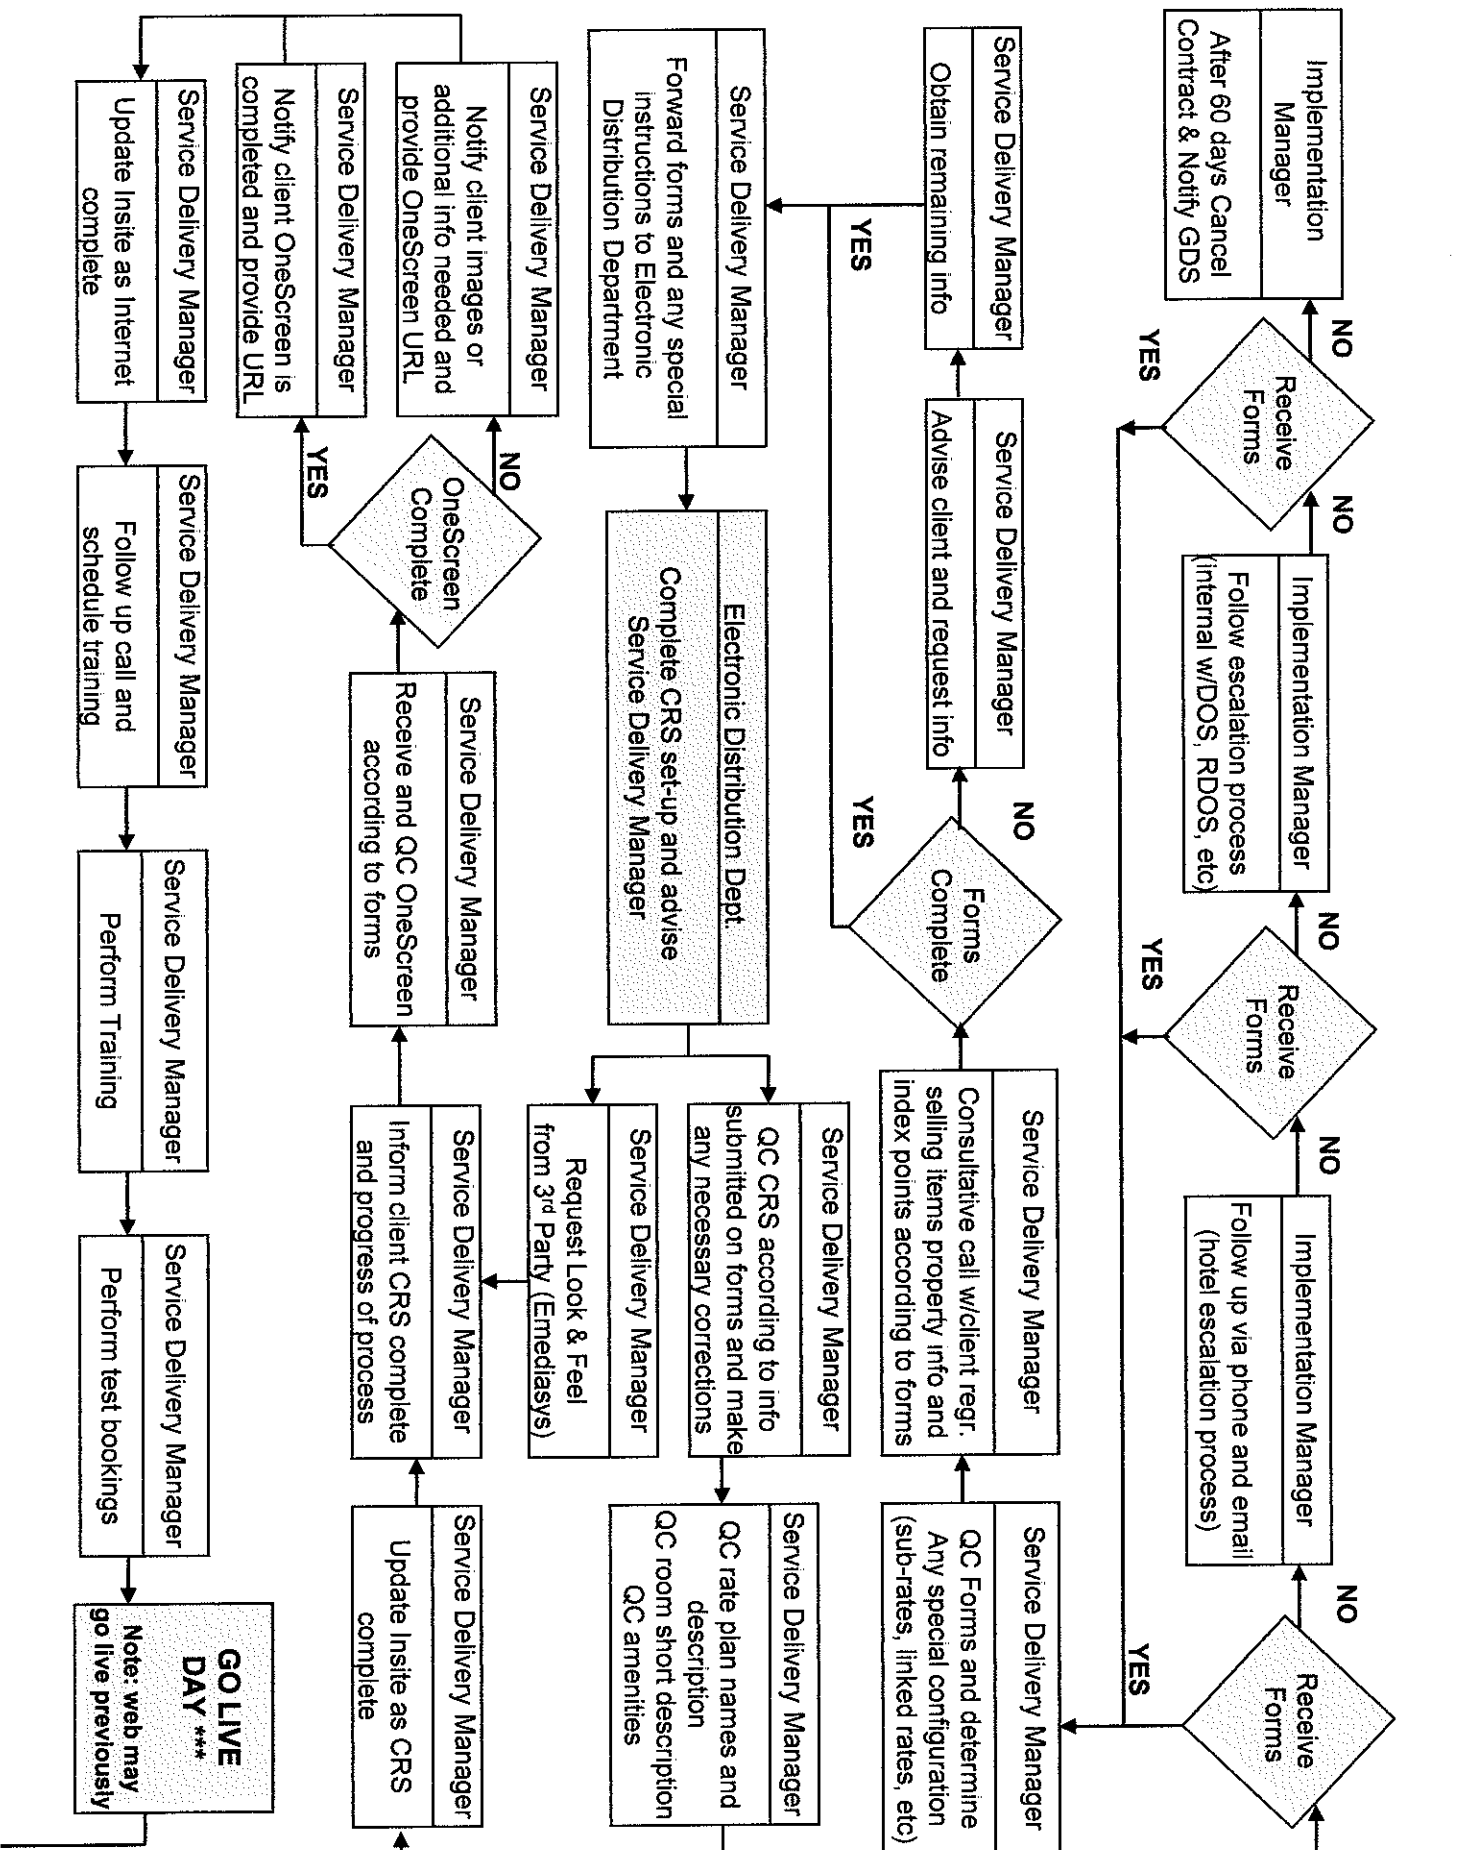 Implementation
Manager
After 60 days Cancel
Contract & Notify GDS
NO
YES
Receive
Forms
NO
Implementation Manager
Follow escalation process
(internal w/DOS, RDOS, etc)
NO
YES
Receive
Forms
NO
Implementation Manager
Follow up via phone and email
(hotel escalation process)
NO
YES
Receive
Forms
Service Delivery Manager
Obtain remaining info
YES
Service Delivery Manager
Advise client and request info
NO
YES
Forms
Complete
Service Delivery Manager
Consultative call w/client regr.
selling items property info and
index points according to forms
Service Delivery Manager
QC Forms and determine
Any special configuration
(sub-rates, linked rates, etc)
Service Delivery Manager
Forward forms and any special
instructions to Electronic
Distribution Department
Electronic Distribution Dept.
Complete CRS set-up and advise
Service Delivery Manager
Service Delivery Manager
QC CRS according to info
submitted on forms and make
any necessary corrections
Service Delivery Manager
Request Look & Feel
from 3rd Party (Emediasy)
Service Delivery Manager
QC rate plan names and
description
QC room short description
QC amenities
Service Delivery Manager
Notify client images or
additional info needed and
provide OneScreen URL
NO
Service Delivery Manager
Notify client OneScreen is
completed and provide URL
YES
OneScreen
Complete
Service Delivery Manager
Receive and QC OneScreen
according to forms
Service Delivery Manager
Inform client CRS complete
and progress of process
Service Delivery Manager
Update Insite as CRS
complete
Service Delivery Manager
Update Insite as Internet
complete
Service Delivery Manager
Follow up call and
schedule training
Service Delivery Manager
Perform Training
Service Delivery Manager
Perform test bookings
GO LIVE
DAY ***
Note: web may
go live previously